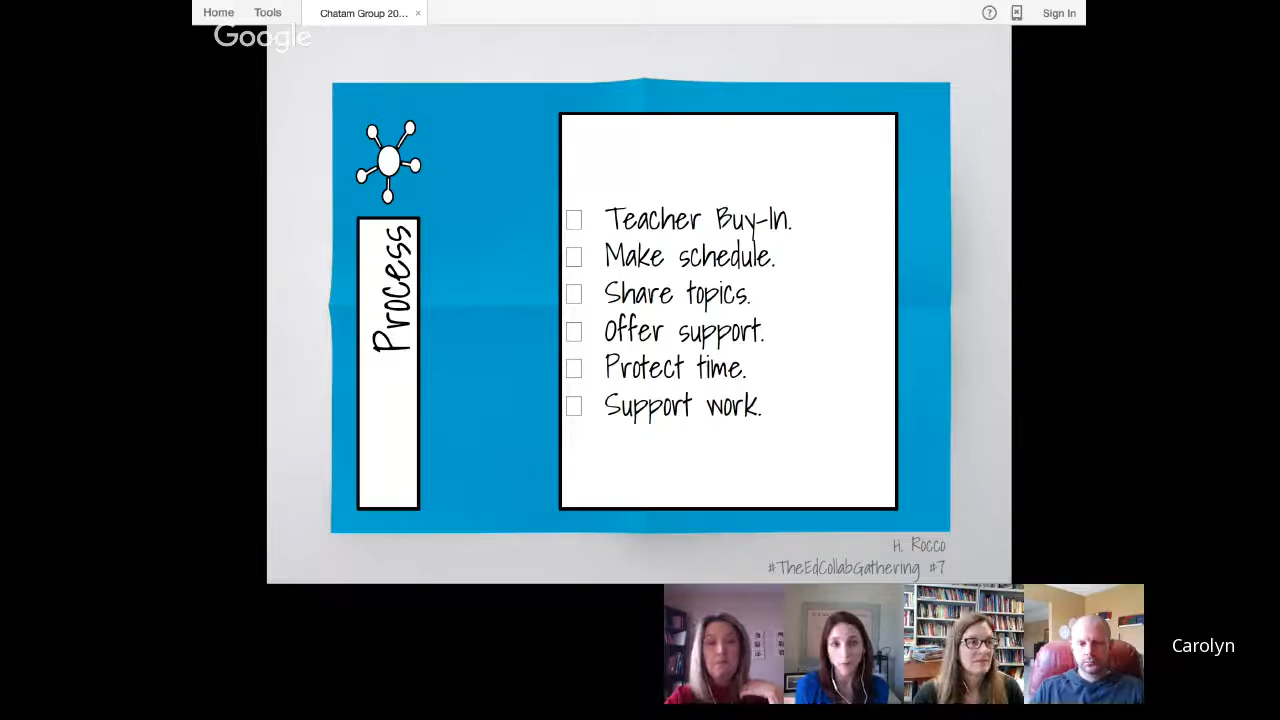 Home Tools Chatam Group 20... × ? Sign In
Google
Process
Teacher Buy-In.
Make schedule.
Share topics.
Offer support.
Protect time.
Support work.
H. Rocco
#TheEdCollabGathering #7
Carolyn